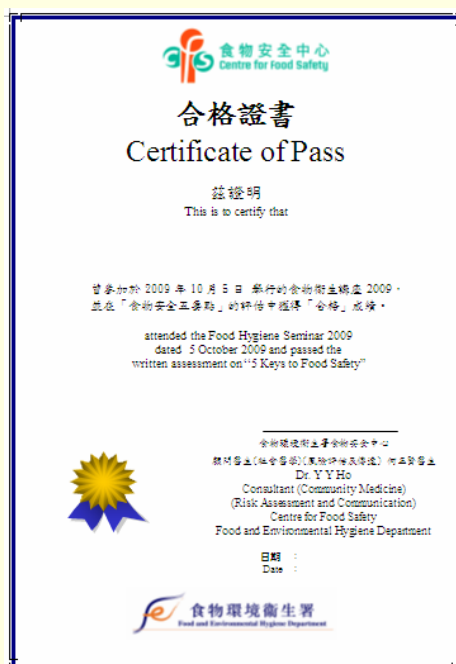 食物安全中心
Centre for Food Safety
合格證書
Certificate of Pass
茲證明
This is to certify that
曾參加於 2009 年 10 月 5 日 舉行的食物衞生講座 2009，
並在「食物安全五要點」的評估中獲得「合格」成績。
attended the Food Hygiene Seminar 2009
dated 5 October 2009 and passed the
written assessment on“5 Keys to Food Safety”
食物環境衞生署食物安全中心
顧問醫生(社會醫學)(風險評估及傳達) 何玉賢醫生
Dr. Y Y Ho
Consultant (Community Medicine)
(Risk Assessment and Communication)
Centre for Food Safety
Food and Environmental Hygiene Department
日期 :
Date :
食物環境衞生署
Food and Environmental Hygiene Department